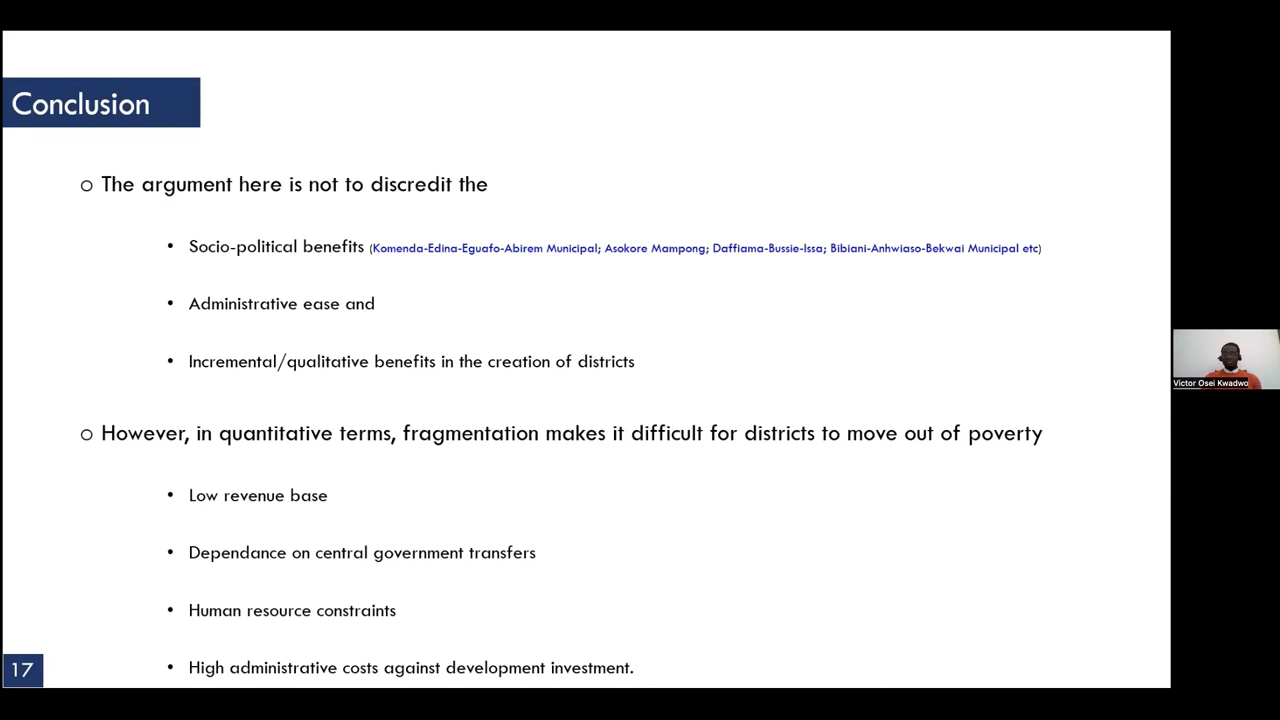 Conclusion
o The argument here is not to discredit the
• Socio-political benefits (Komenda-Edina-Eguafo-Abirem Municipal; Asokore Mampong; Daffiama-Bussie-Issa; Bibiani-Anhwiaso-Bekwai Municipal etc)
• Administrative ease and
• Incremental/qualitative benefits in the creation of districts
o However, in quantitative terms, fragmentation makes it difficult for districts to move out of poverty
• Low revenue base
• Dependance on central government transfers
• Human resource constraints
• High administrative costs against development investment.
17
Victor Osei Kwadwo